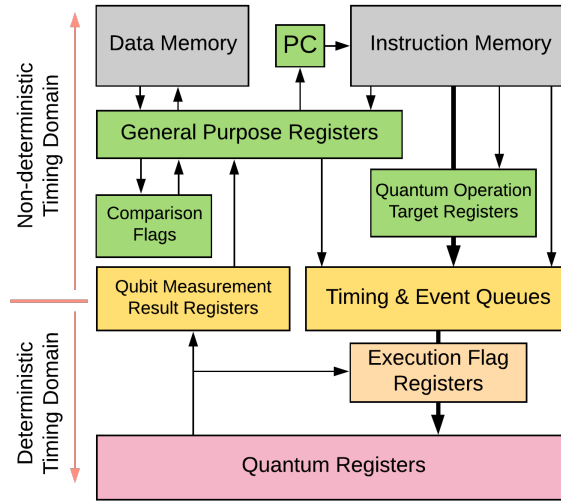 Data Memory
PC
Instruction Memory
General Purpose Registers
Comparison
Flags
Quantum Operation
Target Registers
Qubit Measurement
Result Registers
Timing & Event Queues
Execution Flag
Registers
Quantum Registers
Non-deterministic
Timing Domain
Deterministic
Timing Domain